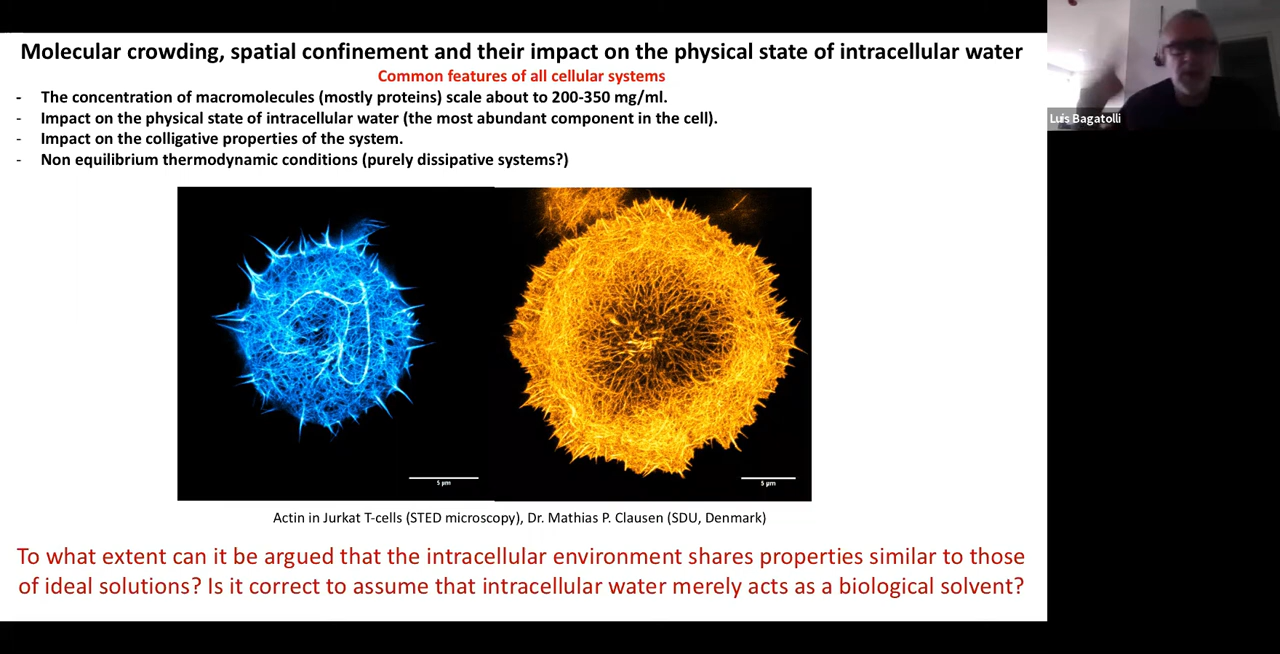 Molecular crowding, spatial confinement and their impact on the physical state of intracellular water
Common features of all cellular systems
- The concentration of macromolecules (mostly proteins) scale about to 200-350 mg/ml.
- Impact on the physical state of intracellular water (the most abundant component in the cell).
- Impact on the colligative properties of the system.
- Non equilibrium thermodynamic conditions (purely dissipative systems?)
Luis Bagatolli
5 µm
5 µm
Actin in Jurkat T-cells (STED microscopy), Dr. Mathias P. Clausen (SDU, Denmark)
To what extent can it be argued that the intracellular environment shares properties similar to those
of ideal solutions? Is it correct to assume that intracellular water merely acts as a biological solvent?